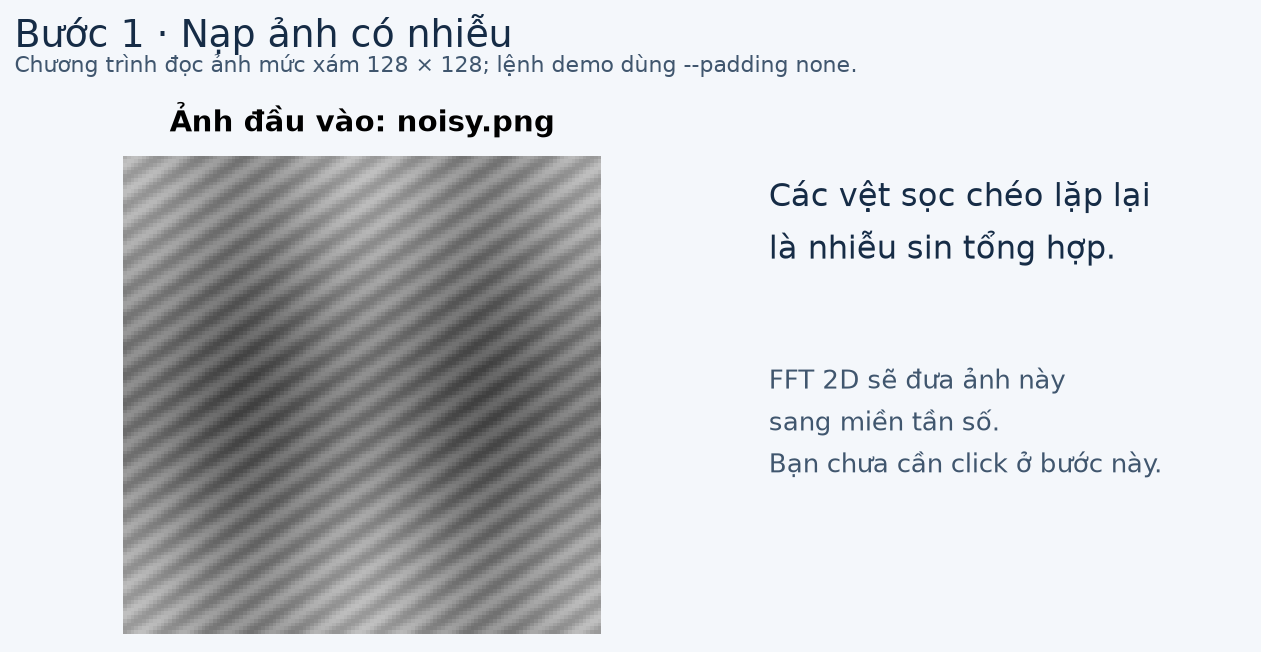 Bước 1 · Nạp ảnh có nhiễu
Chương trình đọc ảnh mức xám 128 × 128; lệnh demo dùng --padding none.
Ảnh đầu vào: noisy.png
Các vệt sọc chéo lặp lại
là nhiễu sin tổng hợp.
FFT 2D sẽ đưa ảnh này
sang miền tần số.
Bạn chưa cần click ở bước này.